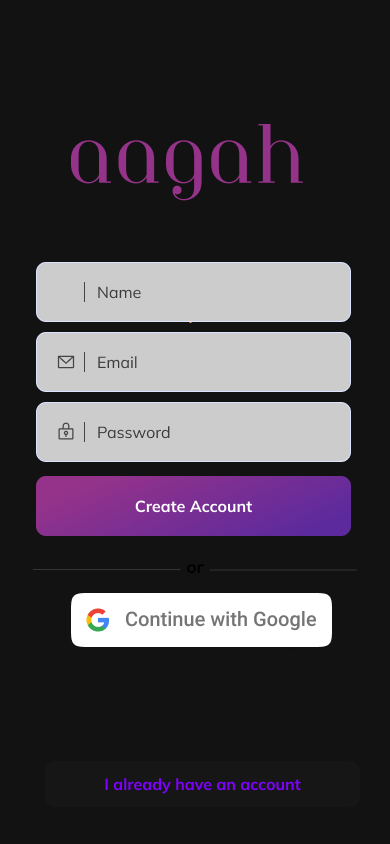 aagah
Name
Email
Password
Create Account
or
Continue with Google
I already have an account